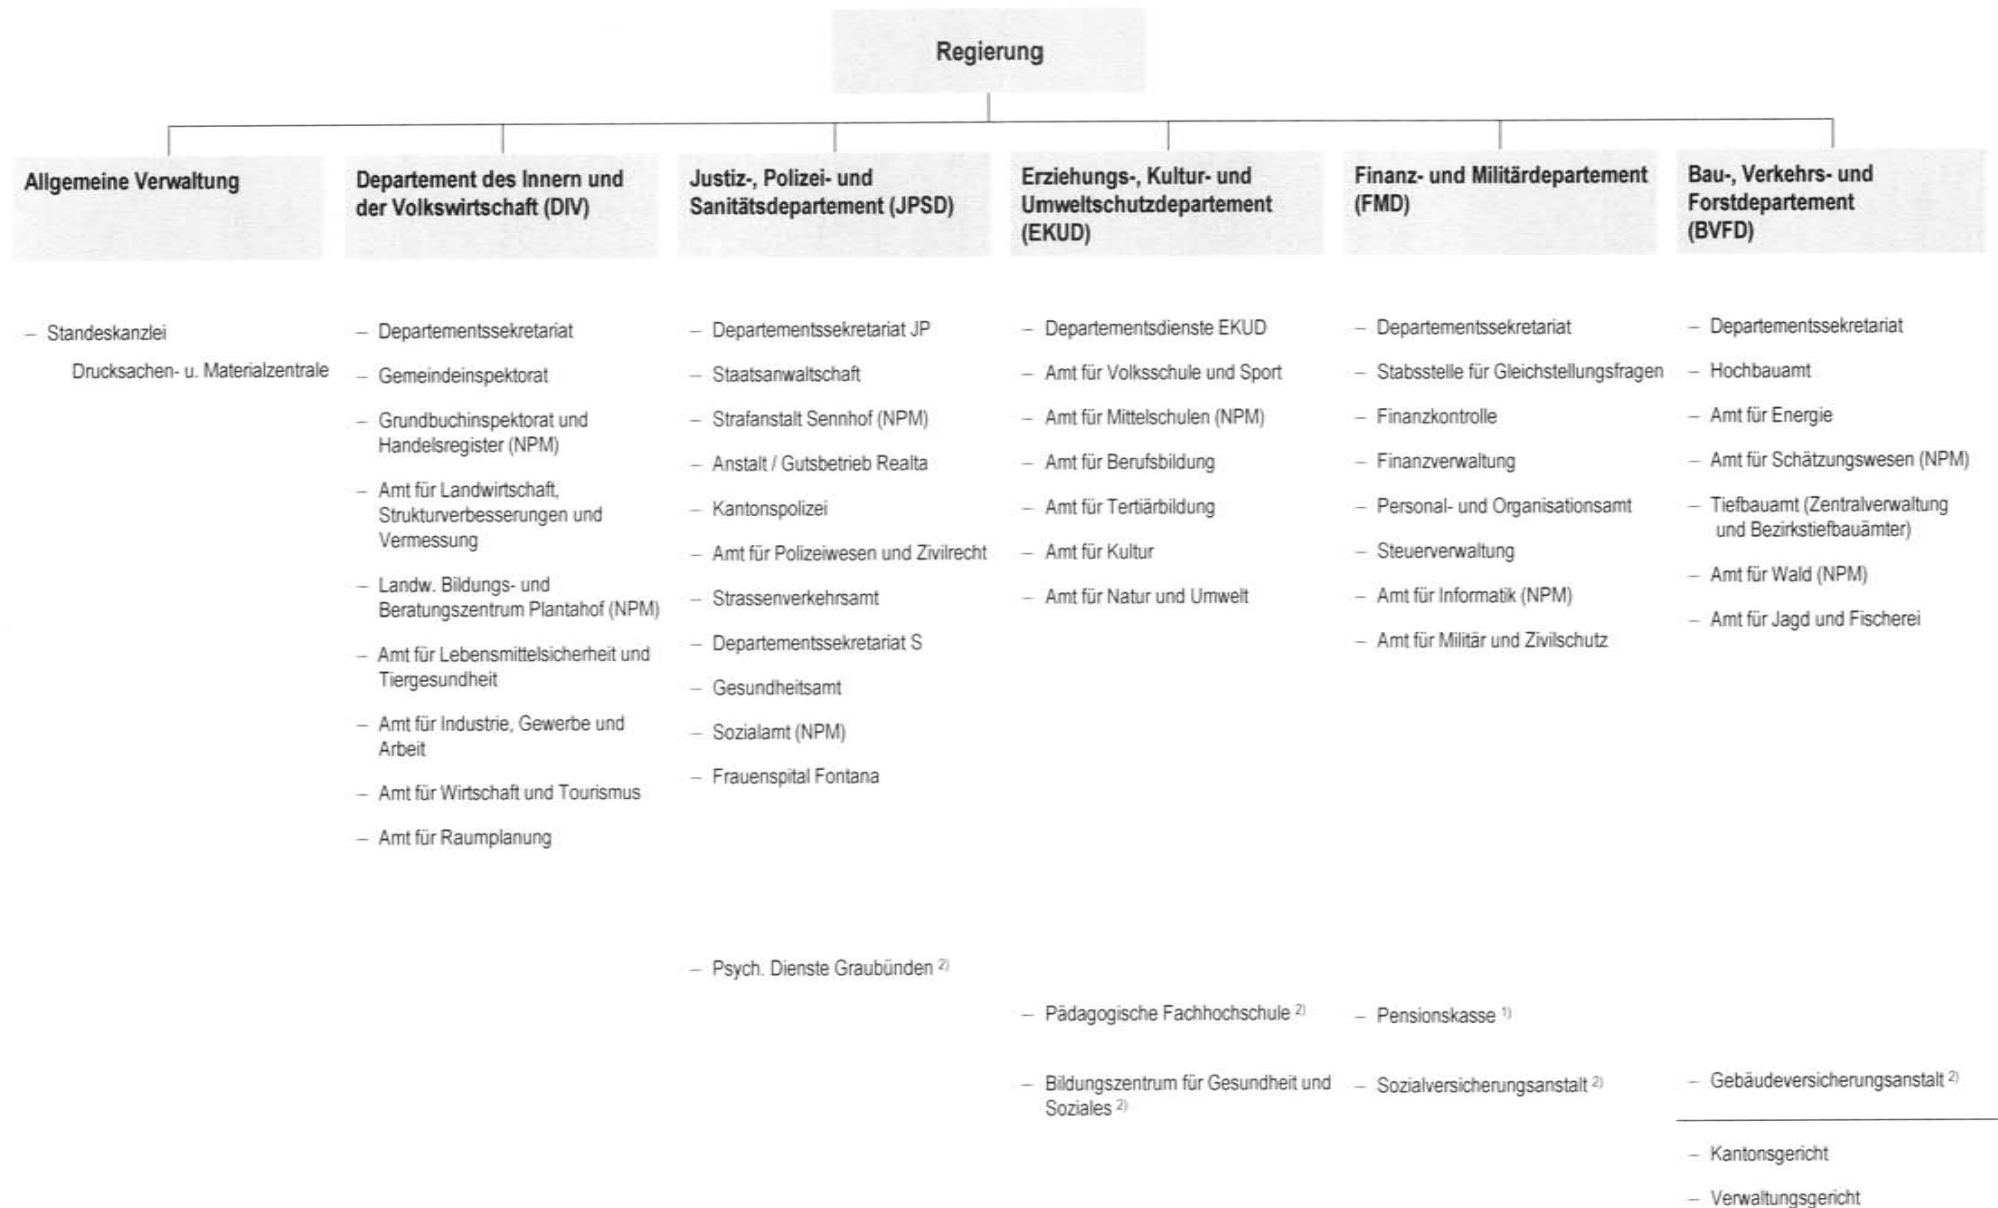 Regierung
Allgemeine Verwaltung
– Standeskanzlei
Drucksachen- u. Materialzentrale
Departement des Innern und
der Volkswirtschaft (DIV)
– Departementssekretariat
– Gemeindeinspektorat
– Grundbuchinspektorat und
Handelsregister (NPM)
– Amt für Landwirtschaft,
Strukturverbesserungen und
Vermessung
– Landw. Bildungs- und
Beratungszentrum Plantahof (NPM)
– Amt für Lebensmittelsicherheit und
Tiergesundheit
– Amt für Industrie, Gewerbe und
Arbeit
– Amt für Wirtschaft und Tourismus
– Amt für Raumplanung
Justiz-, Polizei- und
Sanitätsdepartement (JPSD)
– Departementssekretariat JP
– Staatsanwaltschaft
– Strafanstalt Sennhof (NPM)
– Anstalt / Gutsbetrieb Realta
– Kantonspolizei
– Amt für Polizeiwesen und Zivilrecht
– Strassenverkehrsamt
– Departementssekretariat S
– Gesundheitsamt
– Sozialamt (NPM)
– Frauenspital Fontana
– Psych. Dienste Graubünden 2)
Erziehungs-, Kultur- und
Umweltschutzdepartement
(EKUD)
– Departementsdienste EKUD
– Amt für Volksschule und Sport
– Amt für Mittelschulen (NPM)
– Amt für Berufsbildung
– Amt für Tertiärbildung
– Amt für Kultur
– Amt für Natur und Umwelt
– Pädagogische Fachhochschule 2)
– Bildungszentrum für Gesundheit und
Soziales 2)
Finanz- und Militärdepartement
(FMD)
– Departementssekretariat
– Stabsstelle für Gleichstellungsfragen
– Finanzkontrolle
– Finanzverwaltung
– Personal- und Organisationsamt
– Steuerverwaltung
– Amt für Informatik (NPM)
– Amt für Militär und Zivilschutz
– Pensionskasse 1)
– Sozialversicherungsanstalt 2)
Bau-, Verkehrs- und
Forstdepartement
(BVFD)
– Departementssekretariat
– Hochbauamt
– Amt für Energie
– Amt für Schätzungswesen (NPM)
– Tiefbauamt (Zentralverwaltung
und Bezirkstiefbauämter)
– Amt für Wald (NPM)
– Amt für Jagd und Fischerei
– Gebäudeversicherungsanstalt 2)
– Kantonsgericht
– Verwaltungsgericht